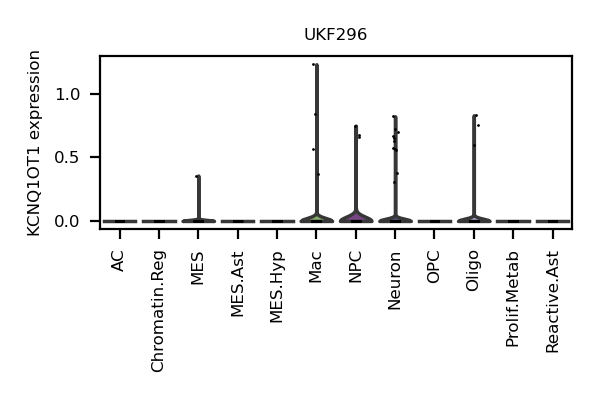 UKF296
KCNQ1OT1 expression
1.0
0.5
0.0
AC
Chromatin.Reg
MES
MES.Ast
MES.Hyp
Mac
NPC
Neuron
OPC
Oligo
Prolif.Metab
Reactive.Ast